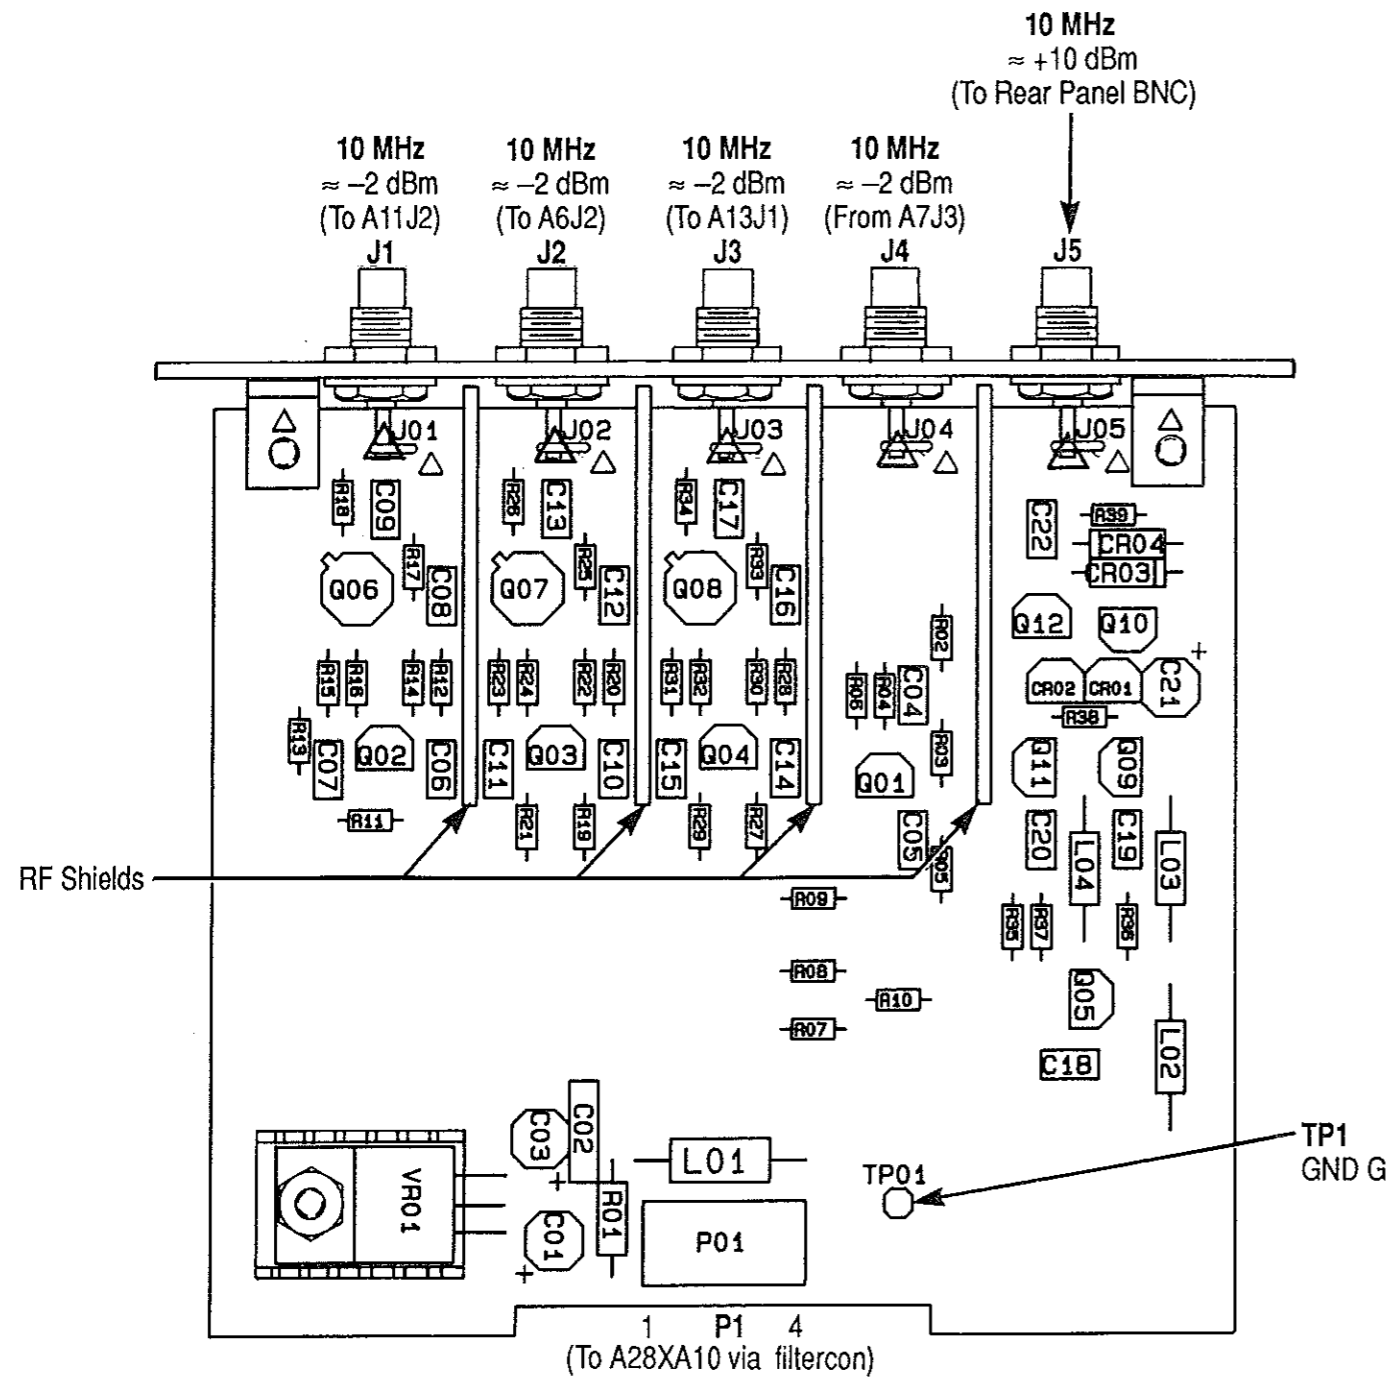 10 MHz
≈ +10 dBm
(To Rear Panel BNC)
10 MHz
≈ –2 dBm
(To A11J2)
J1
10 MHz
≈ –2 dBm
(To A6J2)
J2
10 MHz
≈ –2 dBm
(To A13J1)
J3
10 MHz
≈ –2 dBm
(From A7J3)
J4
J5
J01
J02
J03
J04
J05
R18
C09
R26
C13
R34
C17
C22
R39
CR04
CR03
Q06
R17
C08
Q07
R25
C12
Q08
R33
C16
R02
Q12
Q10
R15
R16
R14
R12
R23
R24
R22
R20
R31
R32
R30
R28
R06
R04
C04
CR02
CR01
C21
+
R38
R13
C07
Q02
C06
C11
Q03
C10
C15
Q04
C14
Q01
R03
Q11
Q09
R11
R21
R19
R29
R27
C05
R05
C20
L04
C19
L03
RF Shields
R09
R35
R37
R36
R08
R10
R07
Q05
L02
C18
C03
C02
+
L01
TP01
TP1
GND G
VR01
C01
+
R01
P01
1 P1 4
(To A28XA10 via filtercon)